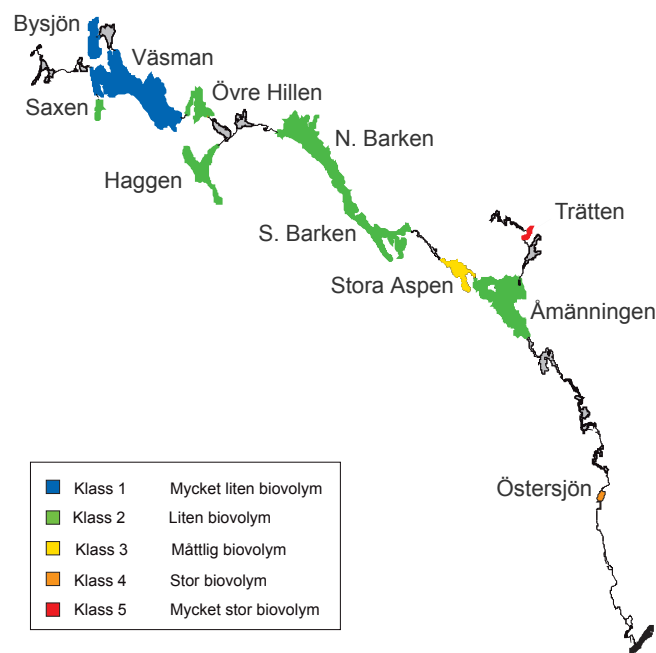 Bysjön
Väsman
Övre Hillen
Saxen
N. Barken
Haggen
Trätten
S. Barken
Stora Aspen
Åmänningen
Östersjön
Klass 1 Mycket liten biovolym
Klass 2 Liten biovolym
Klass 3 Måttlig biovolym
Klass 4 Stor biovolym
Klass 5 Mycket stor biovolym